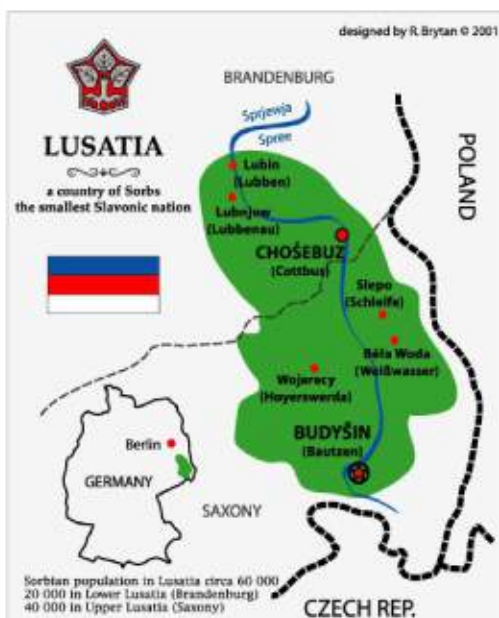 designed by R. Brytan © 2001
BRANDENBURG
LUSATIA
a country of Sorbs
the smallest Slavonic nation
Sprjewja
Spree
POLAND
Lubin
(Lubben)
Lubnjow
(Lubbenau)
CHOŚEBUZ
(Cottbus)
Slepo
(Schleife)
Běla Woda
(Weißwasser)
Wojerecy
(Hoyerswerda)
BUDYŠIN
(Bautzen)
Berlin
GERMANY
SAXONY
Sorbian population in Lusatia circa 60 000
20 000 in Lower Lusatia (Brandenburg)
40 000 in Upper Lusatia (Saxony)
CZECH REP.